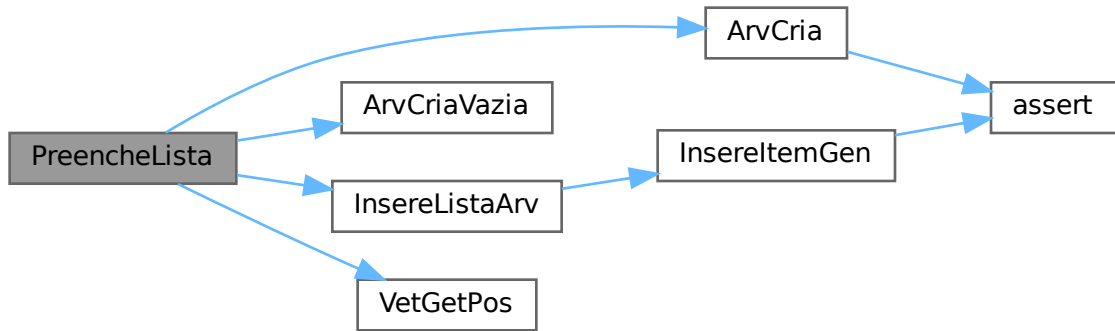 ArvCria
ArvCriaVazia
assert
PreencheLista
InsereItemGen
InsereListaArv
VetGetPos